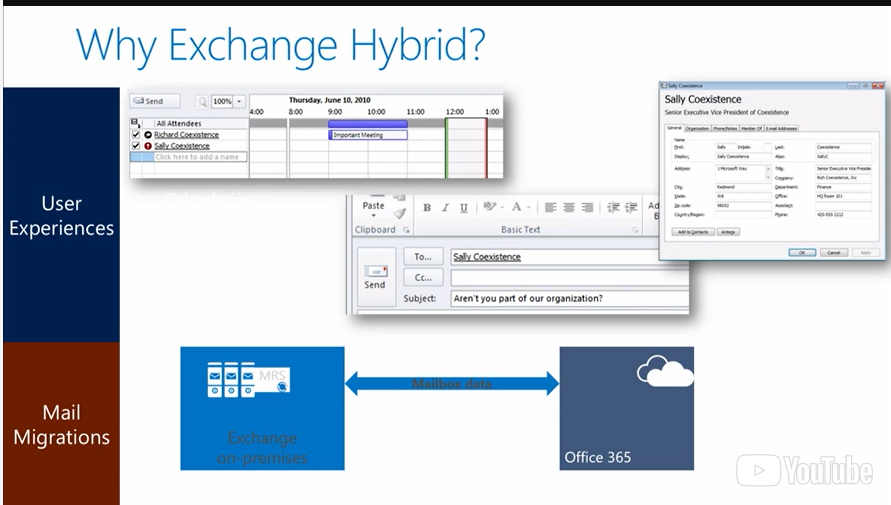 Why Exchange Hybrid?
User
Experiences
Send
100%
Thursday, June 10, 2010
4:00 8:00 9:00 10:00 11:00 12:00 1:00
All Attendees
Richard Coexistence
Important Meeting
Sally Coexistence
Click here to add a name
Paste
B I U
A
Clipboard
Basic Text
To...
Sally Coexistence
Cc...
Send
Subject:
Aren't you part of our organization?
Sally Coexistence
Sally Coexistence
Senior Executive Vice President of Coexistence
General Organization Phone/Notes Member Of E-mail Addresses
Name
First: Sally Initials: Last: Coexistence
Display: Sally Coexistence Alias: SallyC
Address: 1 Microsoft Way Title: Senior Executive Vice Preside
Company: Rich Coexistence, Inc
City: Redmond Department: Finance
State: WA Office: HQ Room 101
Zip code: 98052 Assistant:
Country/Region: Phone: 425-555-1212
Add to Contacts Actions
OK Cancel Apply
Mail
Migrations
MRS
Exchange
on-premises
Mailbox data
Office 365
YouTube